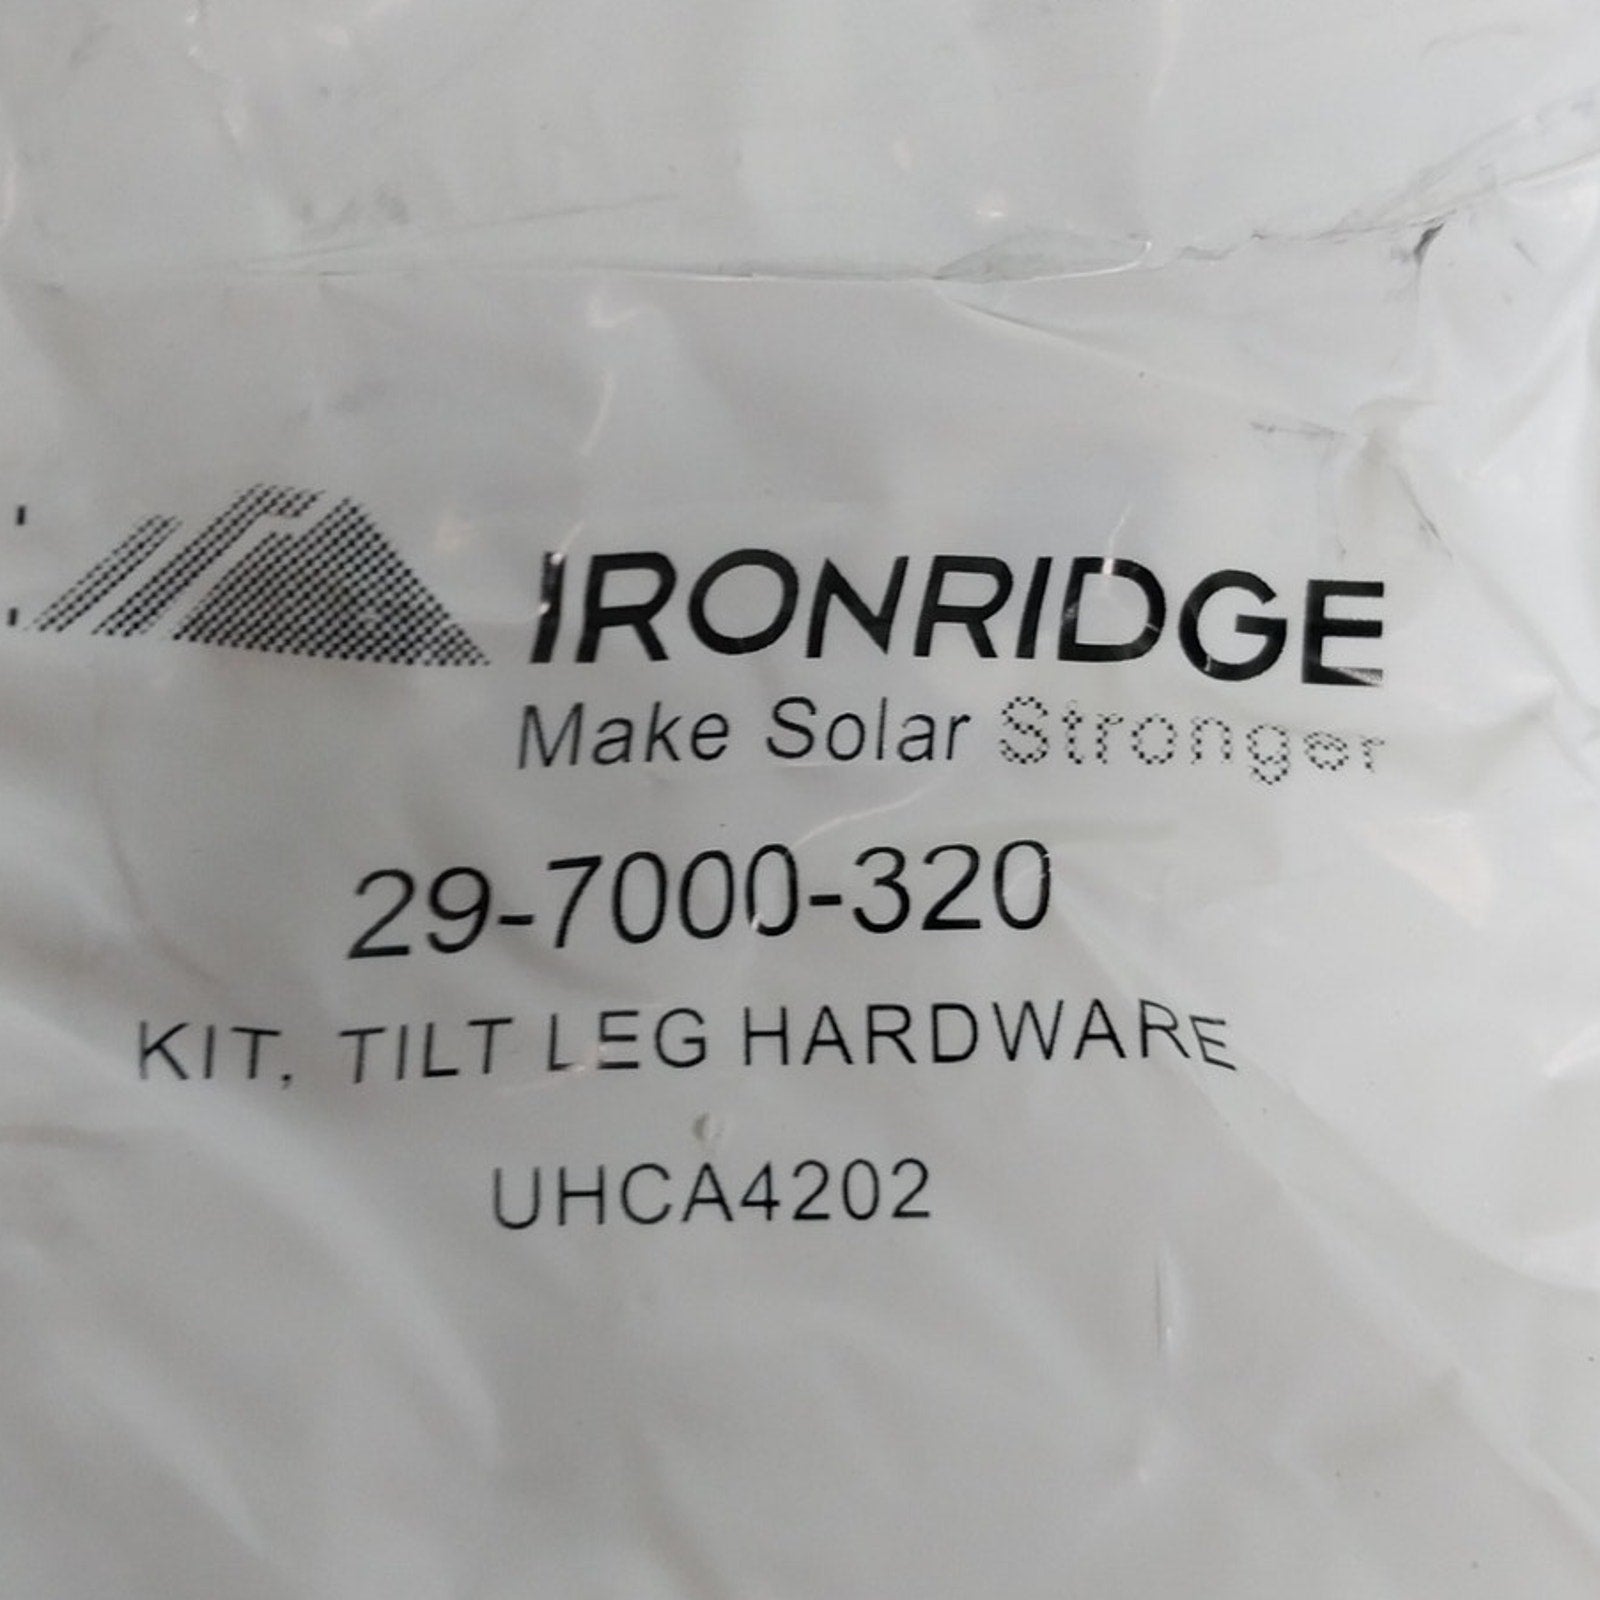 IRONRIDGE
Make Solar Stronger
29-7000-320
KIT, TILT LEG HARDWARE
UHCA4202